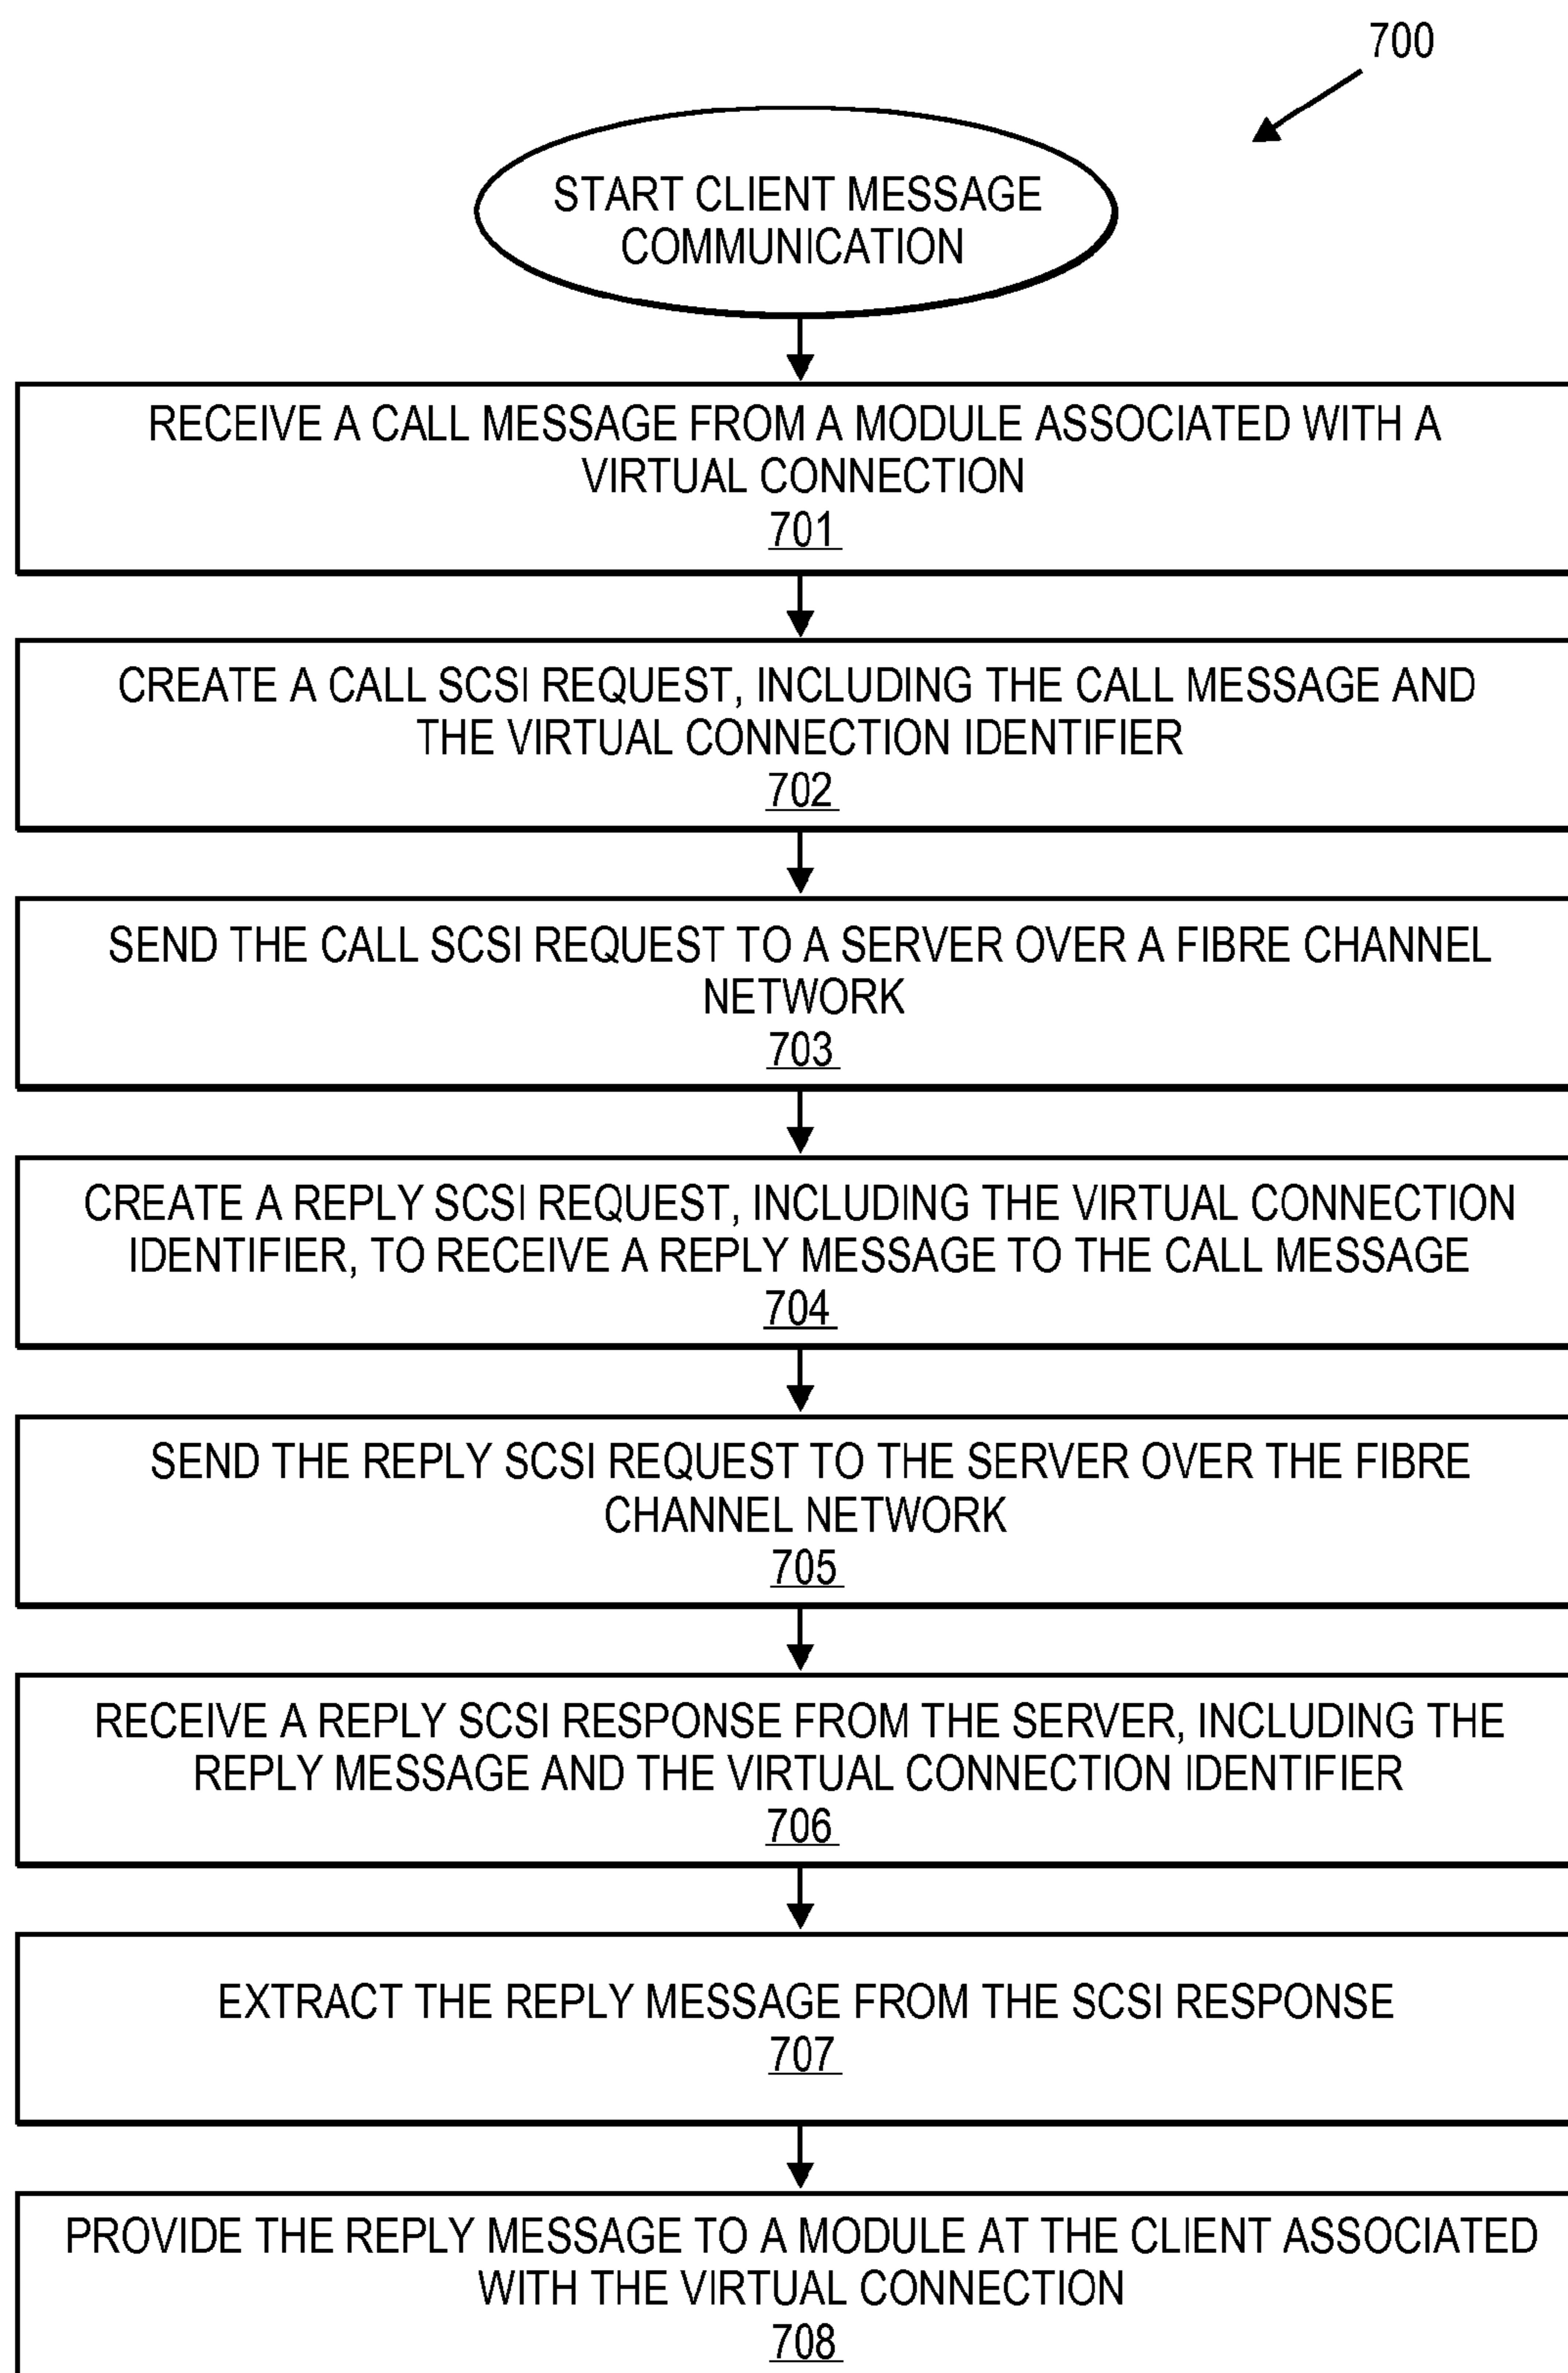 700
START CLIENT MESSAGE
COMMUNICATION
RECEIVE A CALL MESSAGE FROM A MODULE ASSOCIATED WITH A
VIRTUAL CONNECTION
701
CREATE A CALL SCSI REQUEST, INCLUDING THE CALL MESSAGE AND
THE VIRTUAL CONNECTION IDENTIFIER
702
SEND THE CALL SCSI REQUEST TO A SERVER OVER A FIBRE CHANNEL
NETWORK
703
CREATE A REPLY SCSI REQUEST, INCLUDING THE VIRTUAL CONNECTION
IDENTIFIER, TO RECEIVE A REPLY MESSAGE TO THE CALL MESSAGE
704
SEND THE REPLY SCSI REQUEST TO THE SERVER OVER THE FIBRE
CHANNEL NETWORK
705
RECEIVE A REPLY SCSI RESPONSE FROM THE SERVER, INCLUDING THE
REPLY MESSAGE AND THE VIRTUAL CONNECTION IDENTIFIER
706
EXTRACT THE REPLY MESSAGE FROM THE SCSI RESPONSE
707
PROVIDE THE REPLY MESSAGE TO A MODULE AT THE CLIENT ASSOCIATED
WITH THE VIRTUAL CONNECTION
708